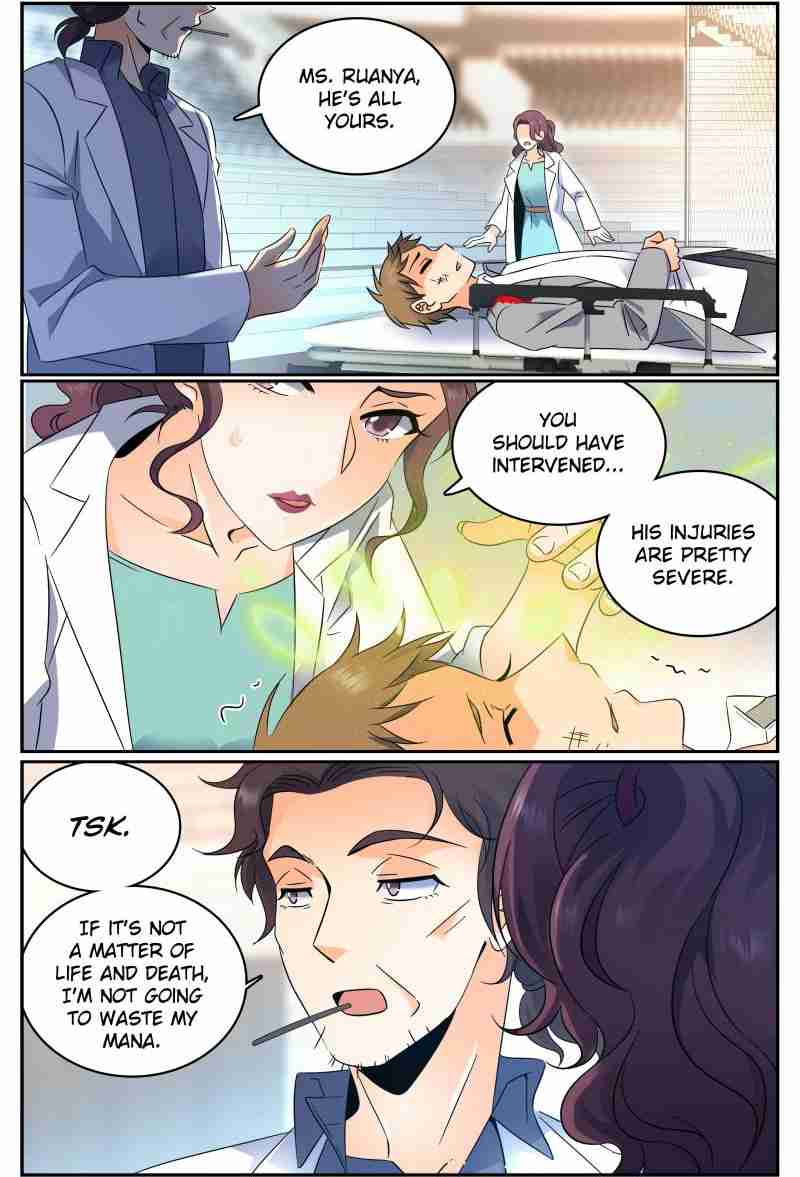 MS. RUANYA,
HE'S ALL
YOURS.
YOU
SHOULD HAVE
INTERVENED...
HIS INJURIES
ARE PRETTY
SEVERE.
TSK.
IF IT'S NOT
A MATTER OF
LIFE AND DEATH,
I'M NOT GOING
TO WASTE MY
MANA.